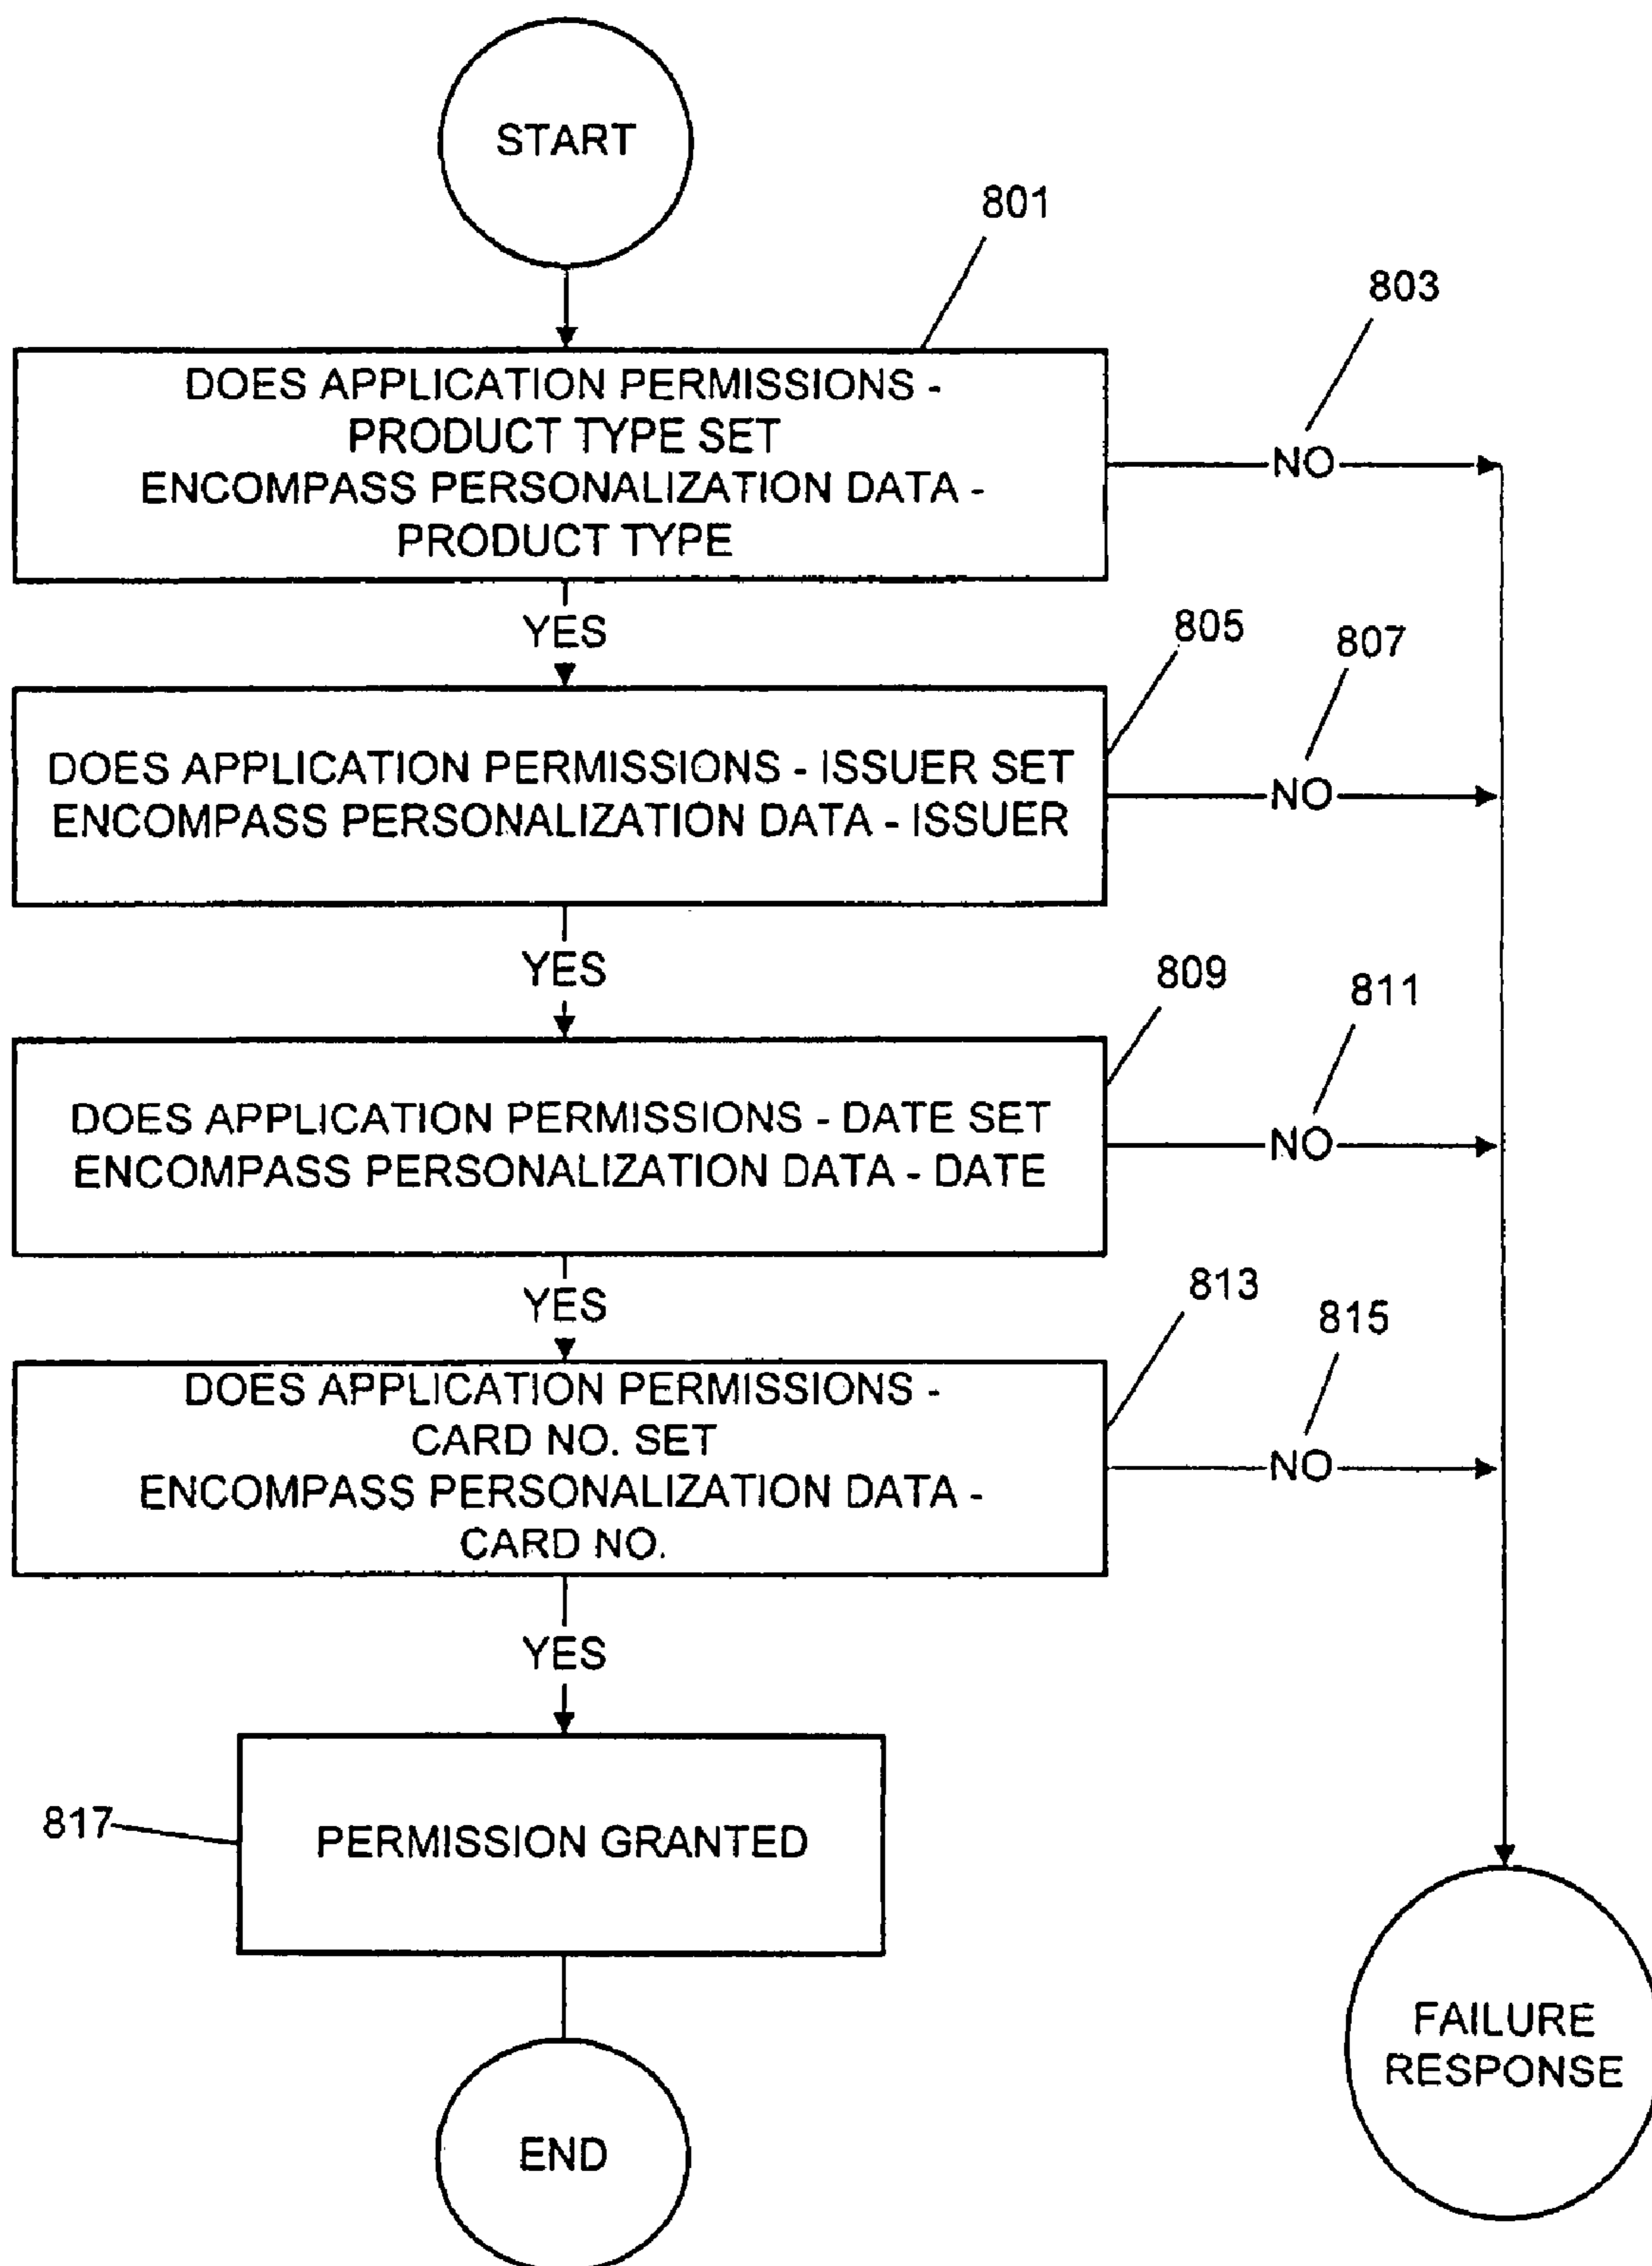 START
801
803
DOES APPLICATION PERMISSIONS -
PRODUCT TYPE SET
ENCOMPASS PERSONALIZATION DATA -
PRODUCT TYPE
NO
YES
805
807
DOES APPLICATION PERMISSIONS - ISSUER SET
ENCOMPASS PERSONALIZATION DATA - ISSUER
NO
YES
809
811
DOES APPLICATION PERMISSIONS - DATE SET
ENCOMPASS PERSONALIZATION DATA - DATE
NO
YES
813
815
DOES APPLICATION PERMISSIONS -
CARD NO. SET
ENCOMPASS PERSONALIZATION DATA -
CARD NO.
NO
YES
817
PERMISSION GRANTED
FAILURE
RESPONSE
END